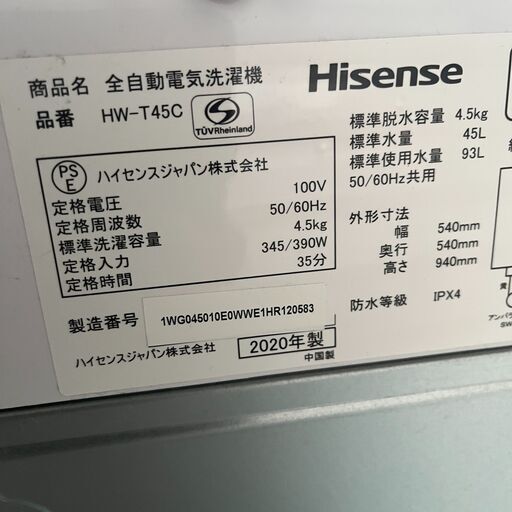 商品名 全自動電気洗濯機
Hisense
品番 HW-T45C
TÜVRheinland
PS
E
ハイセンスジャパン株式会社
定格電圧 100V
定格周波数 50/60Hz
標準洗濯容量 4.5kg
定格入力 345/390W
定格時間 35分
標準脱水容量 4.5kg
標準水量 45L
標準使用水量 93L
50/60Hz共用
外形寸法
幅 540mm
奥行 540mm
高さ 940mm
防水等級 IPX4
製造番号 1WG045010E0WWE1HR120583
ハイセンスジャパン株式会社
2020年製
中国製
黄
アンバラ
SW